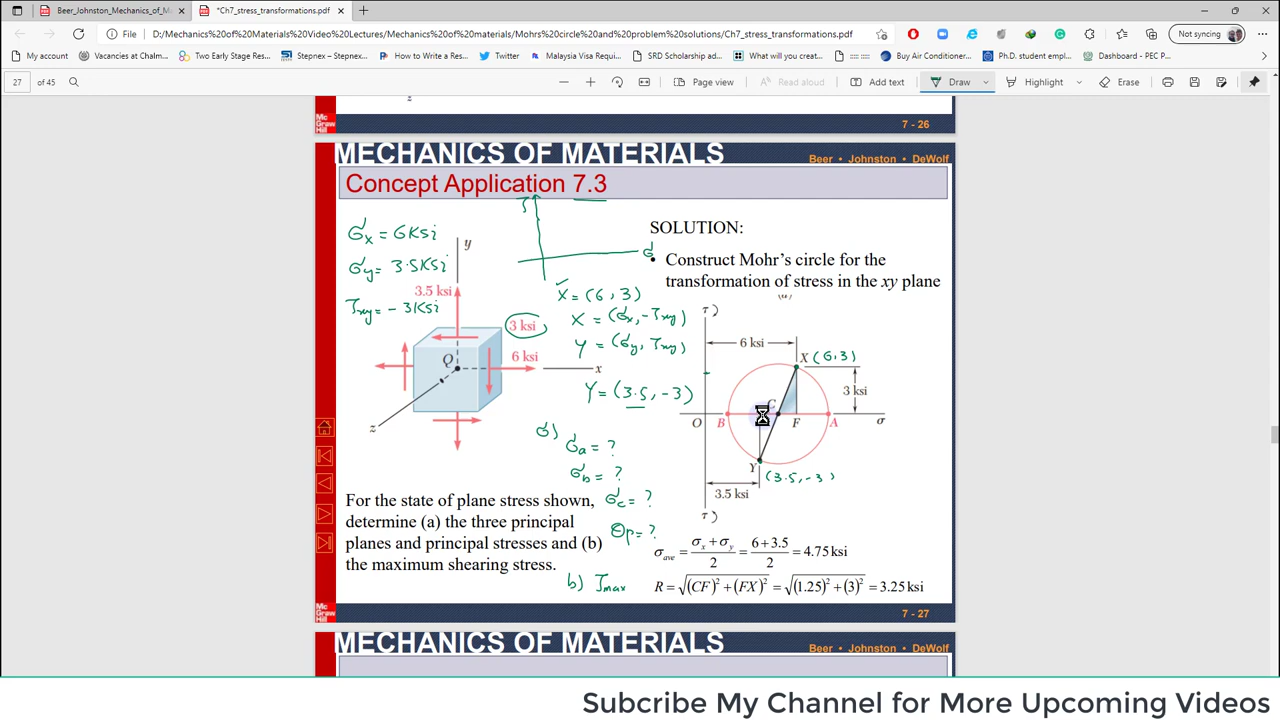 Beer_Johnston_Mechanics_of_M
*Ch7_stress_transformations.pdf
File
D:/Mechanics%20of%20Materials%20Video%20Lectures/Mechanics%20of%20materials/Mohrs%20circle%20and%20problem%20solutions/Ch7_stress_transformations.pdf
Not syncing
My account
Vacancies at Chalm...
Two Early Stage Res...
Stepnex - Stepnex...
How to Write a Res...
Twitter
Malaysia Visa Requi...
SRD Scholarship ad...
What will you creat...
Buy Air Conditioner...
Ph.D. student empl...
Dashboard - PEC P...
27 of 45
Page view
Read aloud
Add text
Draw
Highlight
Erase
z
Mc
Graw
Hill
7 - 26
MECHANICS OF MATERIALS
Beer • Johnston • DeWolf
Concept Application 7.3
σx = 6Ksi
σy = 3.5Ksi
τxy = - 3Ksi
y
3.5 ksi
3 ksi
6 ksi
Q
x
z
τ
σ
X = (6, 3)
X = (σx, -τxy)
Y = (σy, τxy)
Y = (3.5, -3)
a)
σa = ?
σb = ?
σc = ?
θp = ?
b) τmax
For the state of plane stress shown,
determine (a) the three principal
planes and principal stresses and (b)
the maximum shearing stress.
SOLUTION:
• Construct Mohr's circle for the
transformation of stress in the xy plane
(a)
τ)
6 ksi
X (6, 3)
3 ksi
C
O
B
F
A
σ
Y
(3.5, -3)
3.5 ksi
τ)
σave = (σx + σy)/2 = (6 + 3.5)/2 = 4.75 ksi
R = √(CF)² + (FX)² = √(1.25)² + (3)² = 3.25 ksi
Mc
Graw
Hill
7 - 27
MECHANICS OF MATERIALS
Beer • Johnston • DeWolf
Subcribe My Channel for More Upcoming Videos